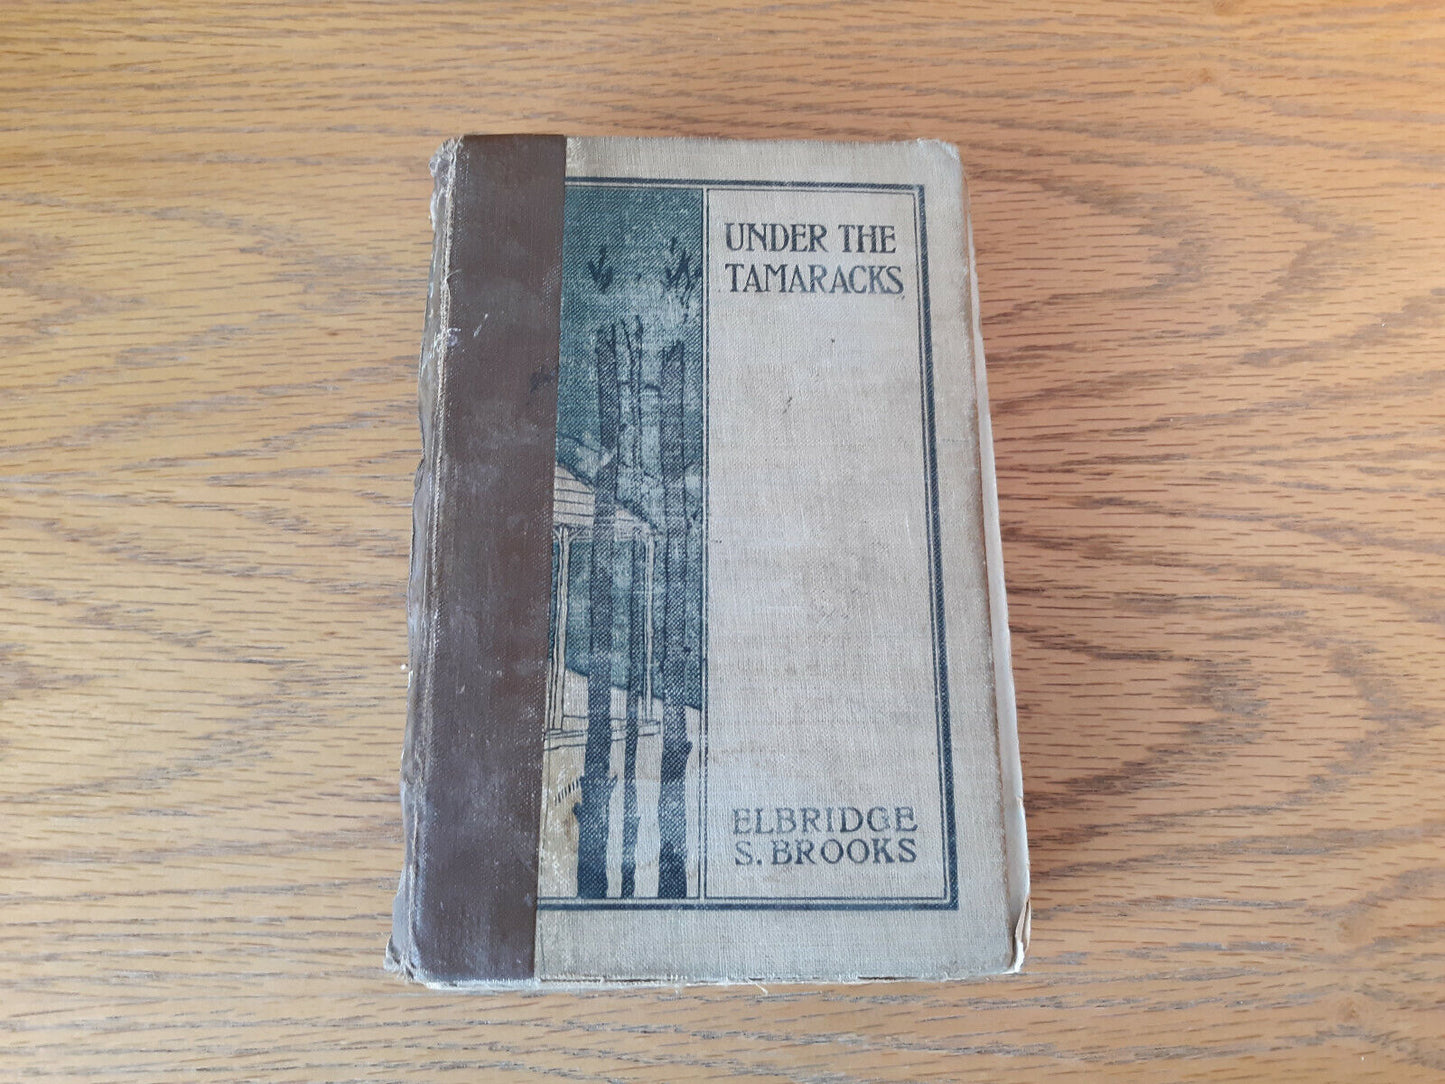 UNDER THE
TAMARACKS
ELBRIDGE
S. BROOKS